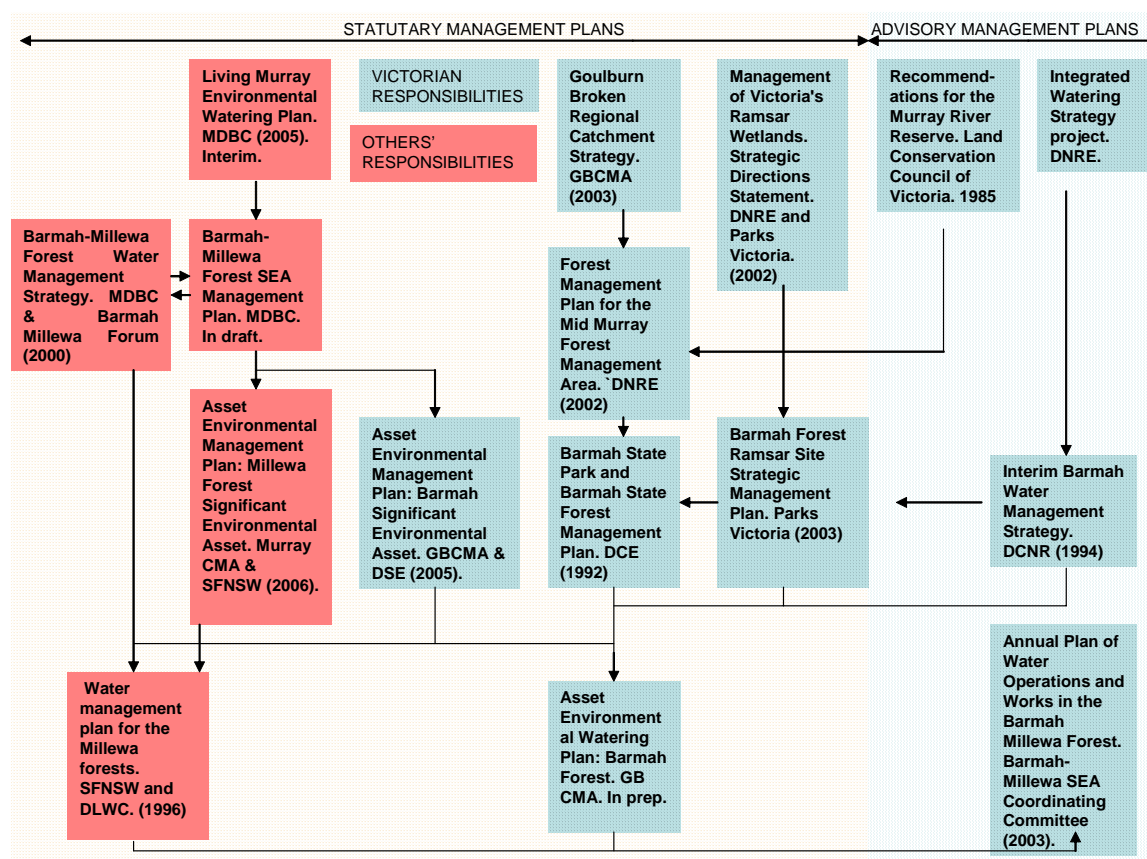 STATUTARY MANAGEMENT PLANS
ADVISORY MANAGEMENT PLANS
Living Murray
Environmental
Watering Plan.
MDBC (2005).
Interim.
VICTORIAN
RESPONSIBILITIES
OTHERS'
RESPONSIBILITIES
Goulburn
Broken
Regional
Catchment
Strategy.
GBCMA
(2003)
Management
of Victoria's
Ramsar
Wetlands.
Strategic
Directions
Statement.
DNRE and
Parks
Victoria.
(2002)
Recommend-
ations for the
Murray River
Reserve. Land
Conservation
Council of
Victoria. 1985
Integrated
Watering
Strategy
project.
DNRE.
Barmah-Millewa
Forest Water
Management
Strategy. MDBC
& Barmah
Millewa Forum
(2000)
Barmah-
Millewa
Forest SEA
Management
Plan. MDBC.
In draft.
Forest
Management
Plan for the
Mid Murray
Forest
Management
Area. `DNRE
(2002)
Asset
Environmental
Management
Plan: Millewa
Forest
Significant
Environmental
Asset. Murray
CMA &
SFNSW (2006).
Asset
Environmental
Management
Plan: Barmah
Significant
Environmental
Asset. GBCMA &
DSE (2005).
Barmah State
Park and
Barmah State
Forest
Management
Plan. DCE
(1992)
Barmah Forest
Ramsar Site
Strategic
Management
Plan. Parks
Victoria (2003)
Interim Barmah
Water
Management
Strategy.
DCNR (1994)
Water
management
plan for the
Millewa
forests.
SFNSW and
DLWC. (1996)
Asset
Environment
al Watering
Plan: Barmah
Forest. GB
CMA. In prep.
Annual Plan of
Water
Operations and
Works in the
Barmah
Millewa Forest.
Barmah-
Millewa SEA
Coordinating
Committee
(2003).